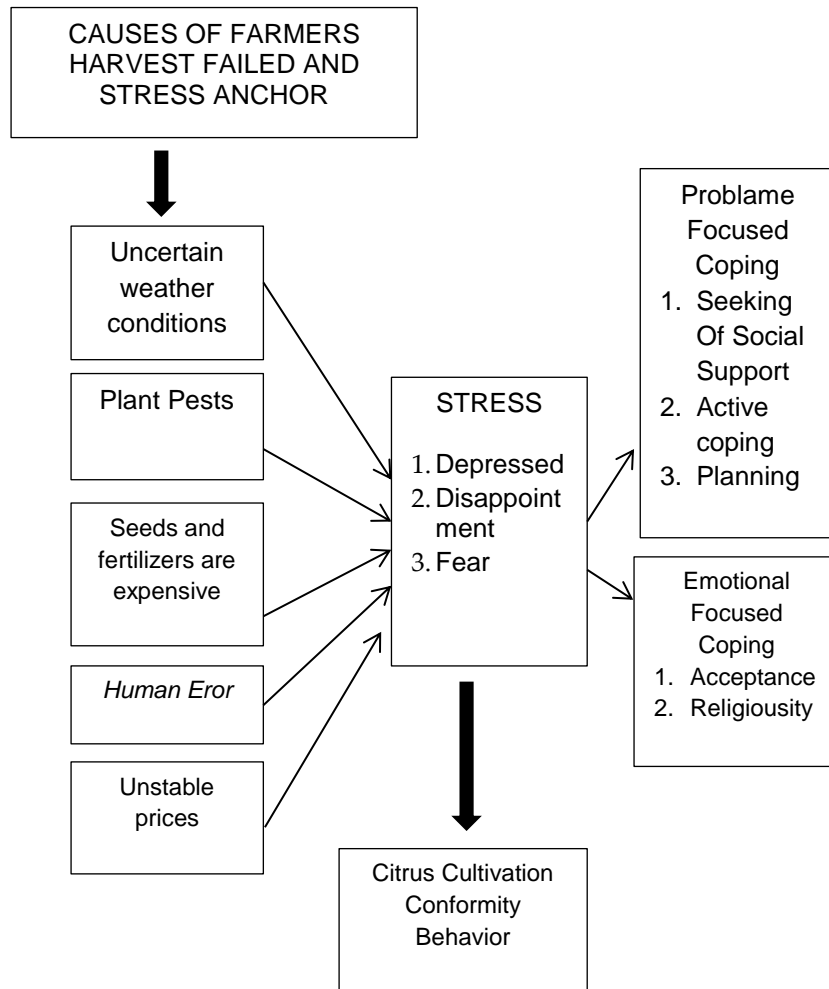 CAUSES OF FARMERS
HARVEST FAILED AND
STRESS ANCHOR
Uncertain
weather
conditions
Plant Pests
Seeds and
fertilizers are
expensive
Human Eror
Unstable
prices
STRESS
1. Depressed
2. Disappoint
ment
3. Fear
Problame
Focused
Coping
1. Seeking
Of Social
Support
2. Active
coping
3. Planning
Emotional
Focused
Coping
1. Acceptance
2. Religiousity
Citrus Cultivation
Conformity
Behavior